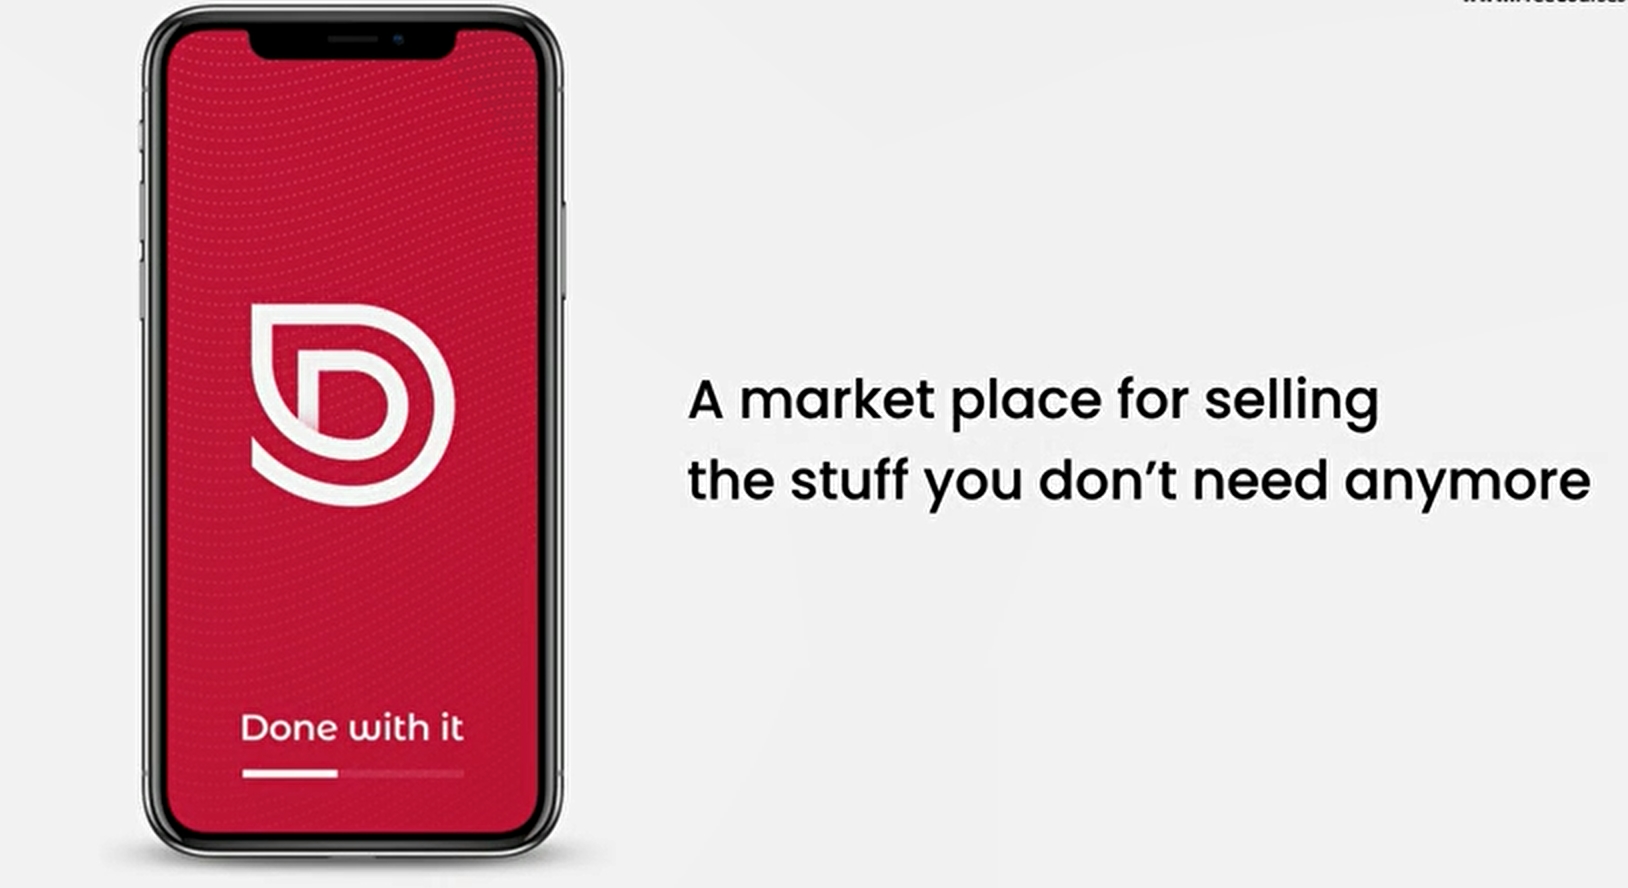 Done with it
A market place for selling
the stuff you don’t need anymore